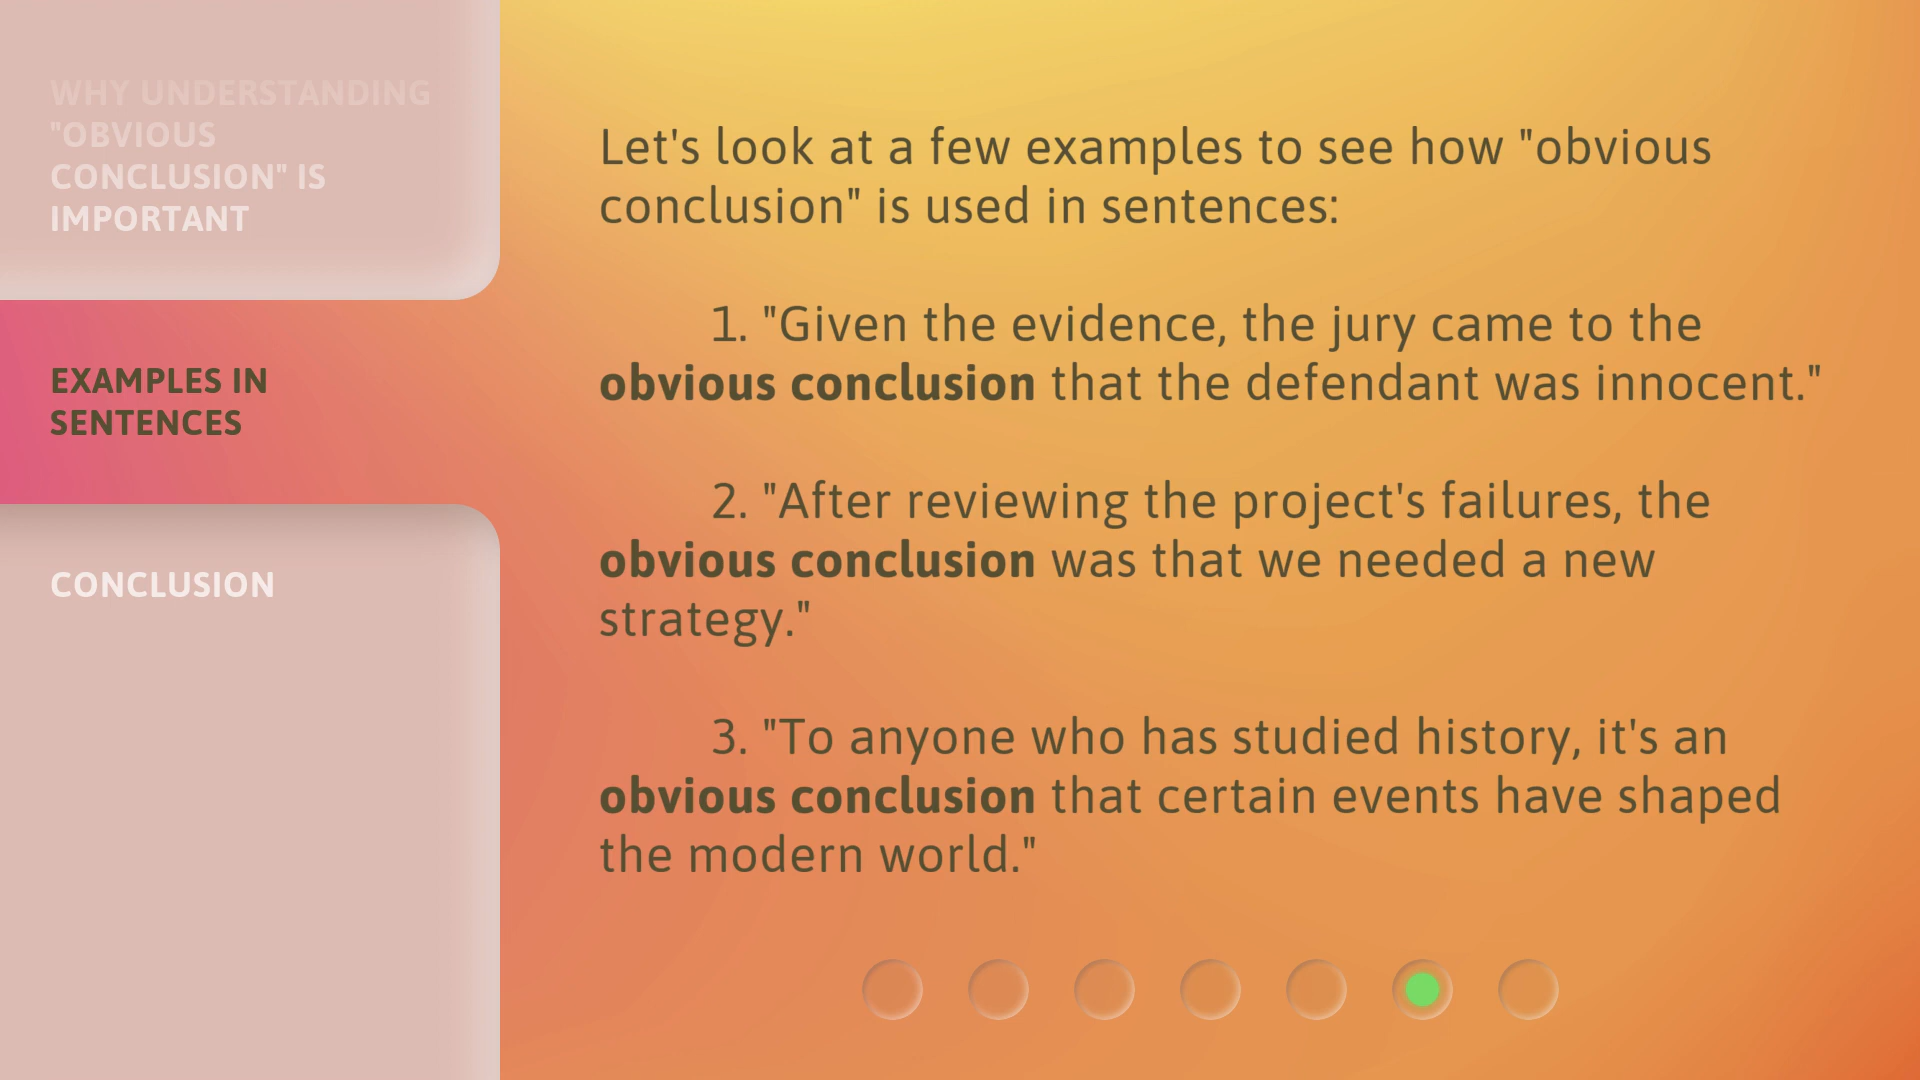 WHY UNDERSTANDING
"OBVIOUS
CONCLUSION" IS
IMPORTANT
EXAMPLES IN
SENTENCES
CONCLUSION
Let's look at a few examples to see how "obvious
conclusion" is used in sentences:
1. "Given the evidence, the jury came to the
obvious conclusion that the defendant was innocent."
2. "After reviewing the project's failures, the
obvious conclusion was that we needed a new
strategy."
3. "To anyone who has studied history, it's an
obvious conclusion that certain events have shaped
the modern world."